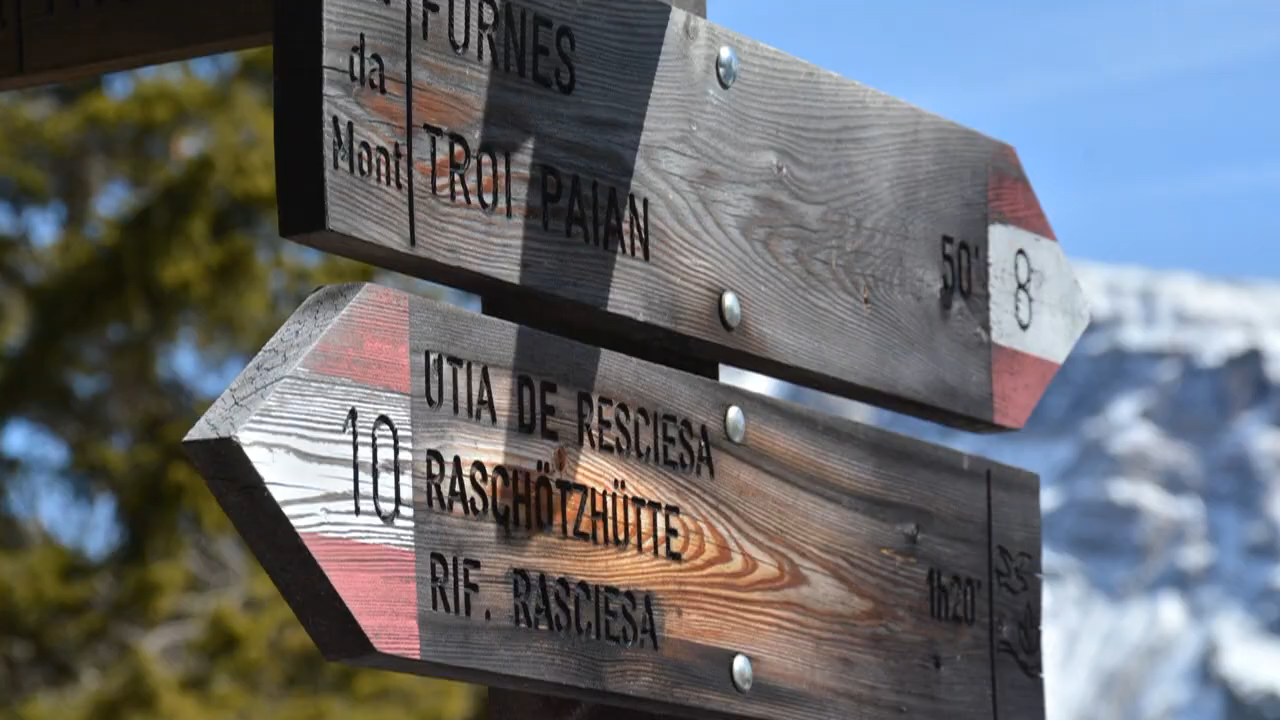 FURNES
da
Mont
TROI PAIAN
50'
8
10
UTIA DE RESCIESA
RASCHÖTZHÜTTE
RIF. RASCIESA
1h20'